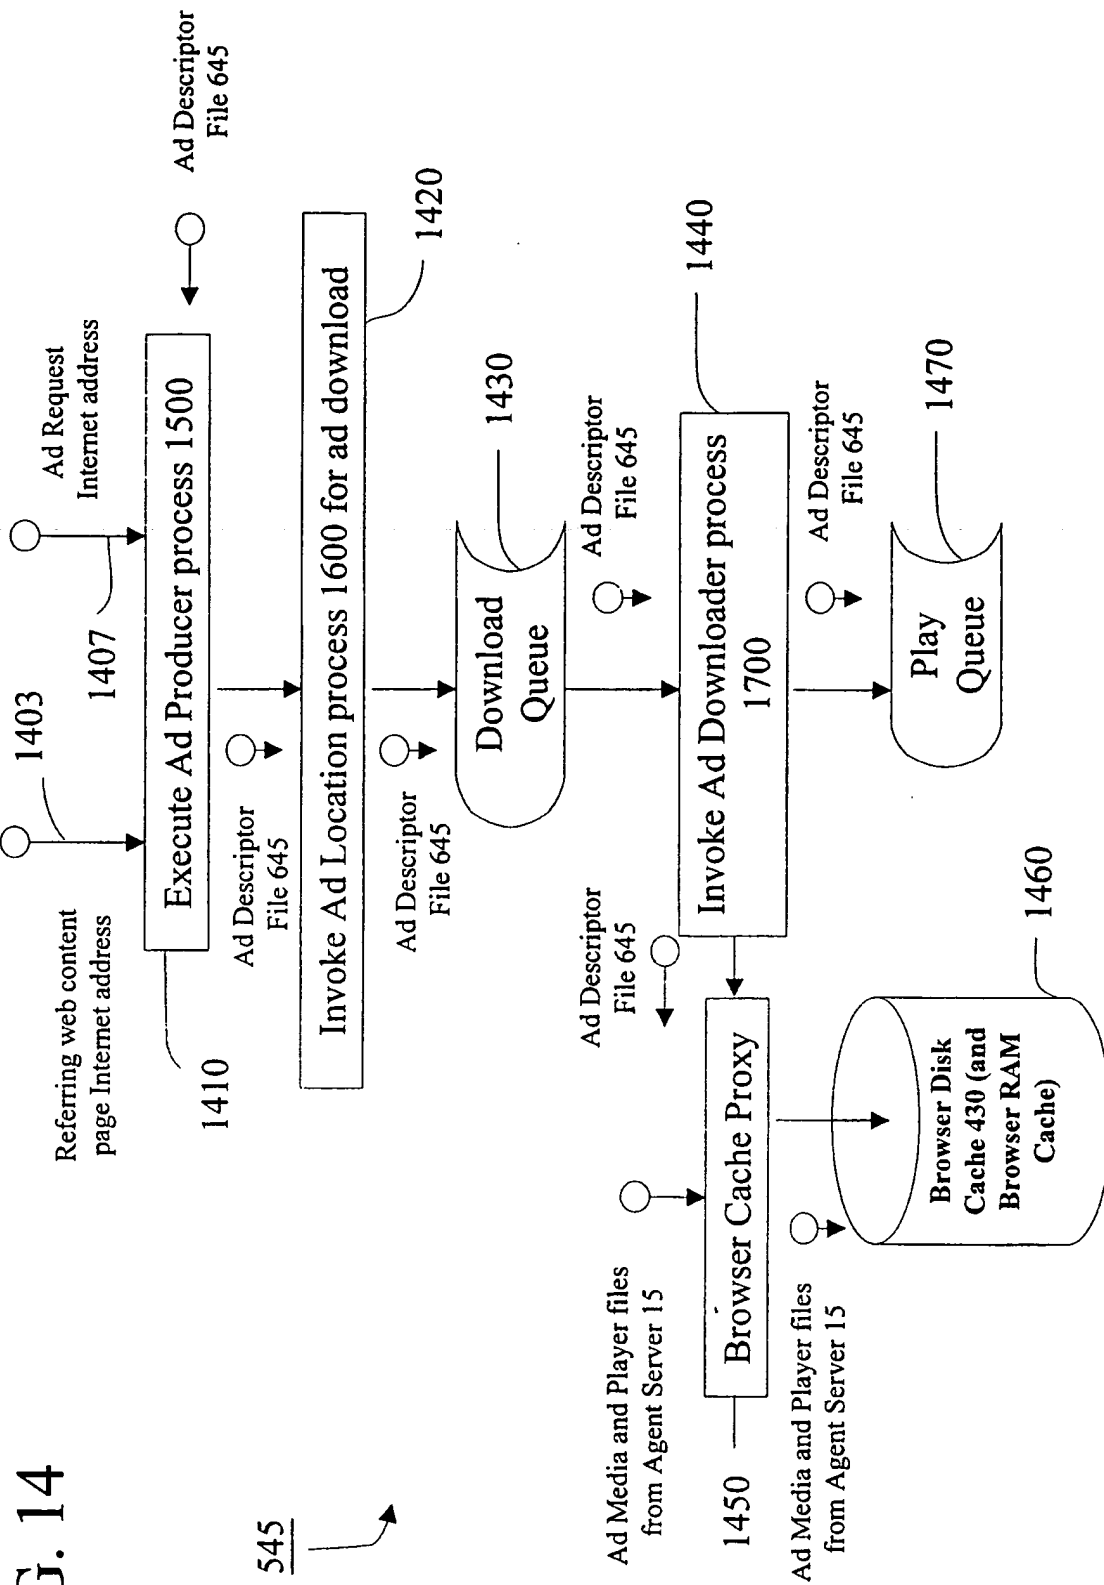 G. 14
545
Referring web content
page Internet address
1403
1407
Ad Request
Internet address
Ad Descriptor
File 645
Execute Ad Producer process 1500
1410
Ad Descriptor
File 645
Invoke Ad Location process 1600 for ad download
1420
Ad Descriptor
File 645
Download
Queue
1430
Ad Descriptor
File 645
Invoke Ad Downloader process
1700
1440
Ad Descriptor
File 645
Ad Descriptor
File 645
Play
Queue
1470
Ad Media and Player files
from Agent Server 15
Browser Cache Proxy
1450
Ad Media and Player files
from Agent Server 15
Browser Disk
Cache 430 (and
Browser RAM
Cache)
1460